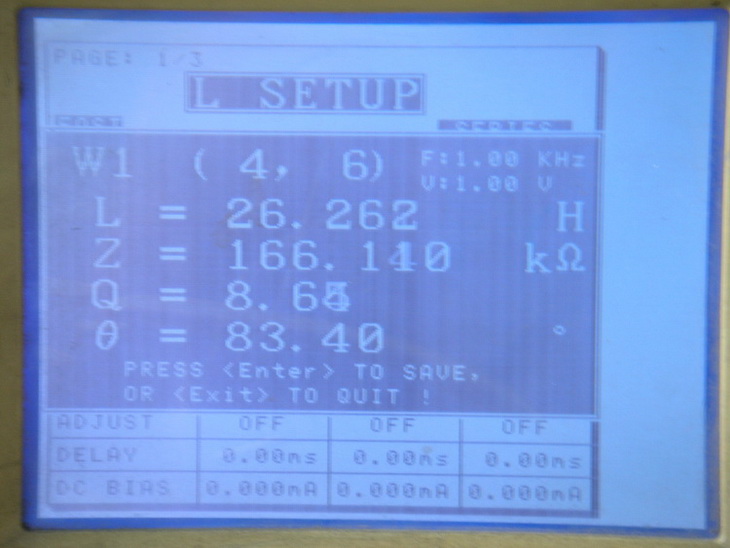 PAGE: 1/3
L SETUP
SERIES
W1 ( 4, 6) F:1.00 KHz
V:1.00 V
L = 26.262 H
Z = 166.140 kΩ
Q = 8.64
θ = 83.40 °
PRESS <Enter> TO SAVE,
OR <Exit> TO QUIT !
ADJUST OFF OFF OFF
DELAY 0.00ms 0.00ms 0.00ms
DC BIAS 0.000mA 0.000mA 0.000mA